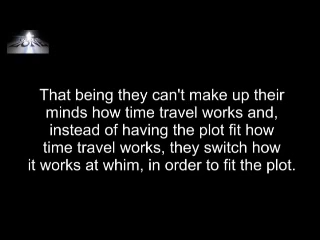 That being they can't make up their
minds how time travel works and,
instead of having the plot fit how
time travel works, they switch how
it works at whim, in order to fit the plot.